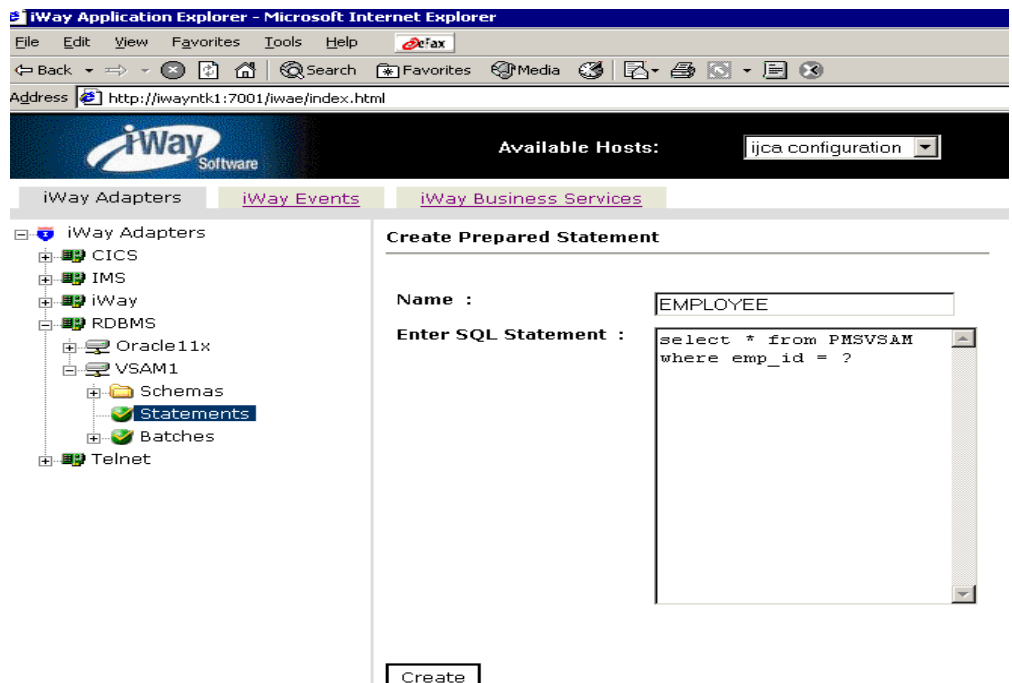 iWay Application Explorer - Microsoft Internet Explorer
File Edit View Favorites Tools Help eFax
Back Search Favorites Media
Address http://iwayntk1:7001/iwae/index.html
iWay Software Available Hosts: ijca configuration
iWay Adapters iWay Events iWay Business Services
iWay Adapters
CICS
IMS
iWay
RDBMS
Oracle11x
VSAM1
Schemas
Statements
Batches
Telnet
Create Prepared Statement
Name : EMPLOYEE
Enter SQL Statement : select * from PMSVSAM
where emp_id = ?
Create